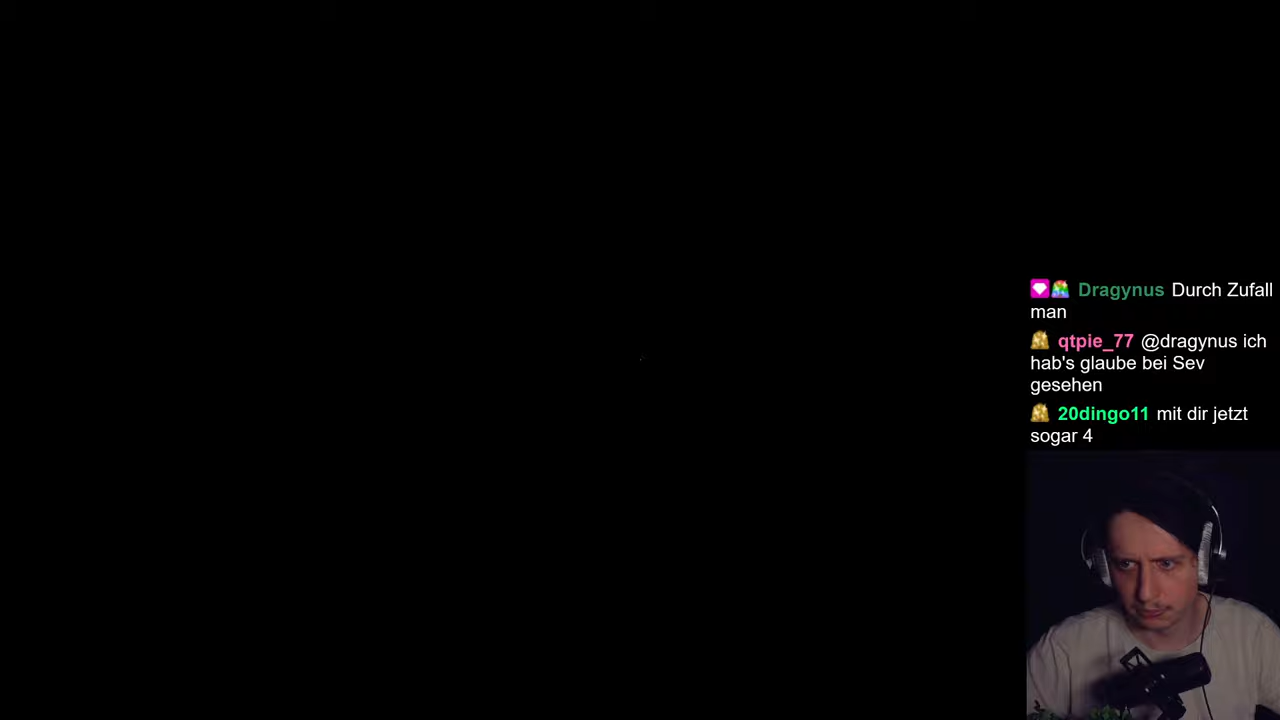 Dragynus Durch Zufall
man
qtpie_77 @dragynus ich
hab's glaube bei Sev
gesehen
20dingo11 mit dir jetzt
sogar 4